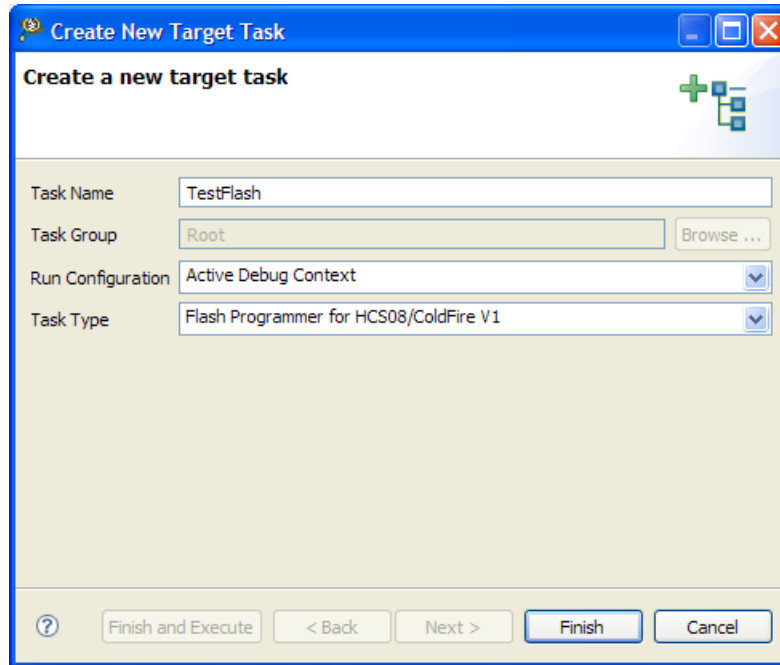 Create New Target Task
Create a new target task
Task Name TestFlash
Task Group Root Browse ...
Run Configuration Active Debug Context
Task Type Flash Programmer for HCS08/ColdFire V1
? Finish and Execute < Back Next > Finish Cancel